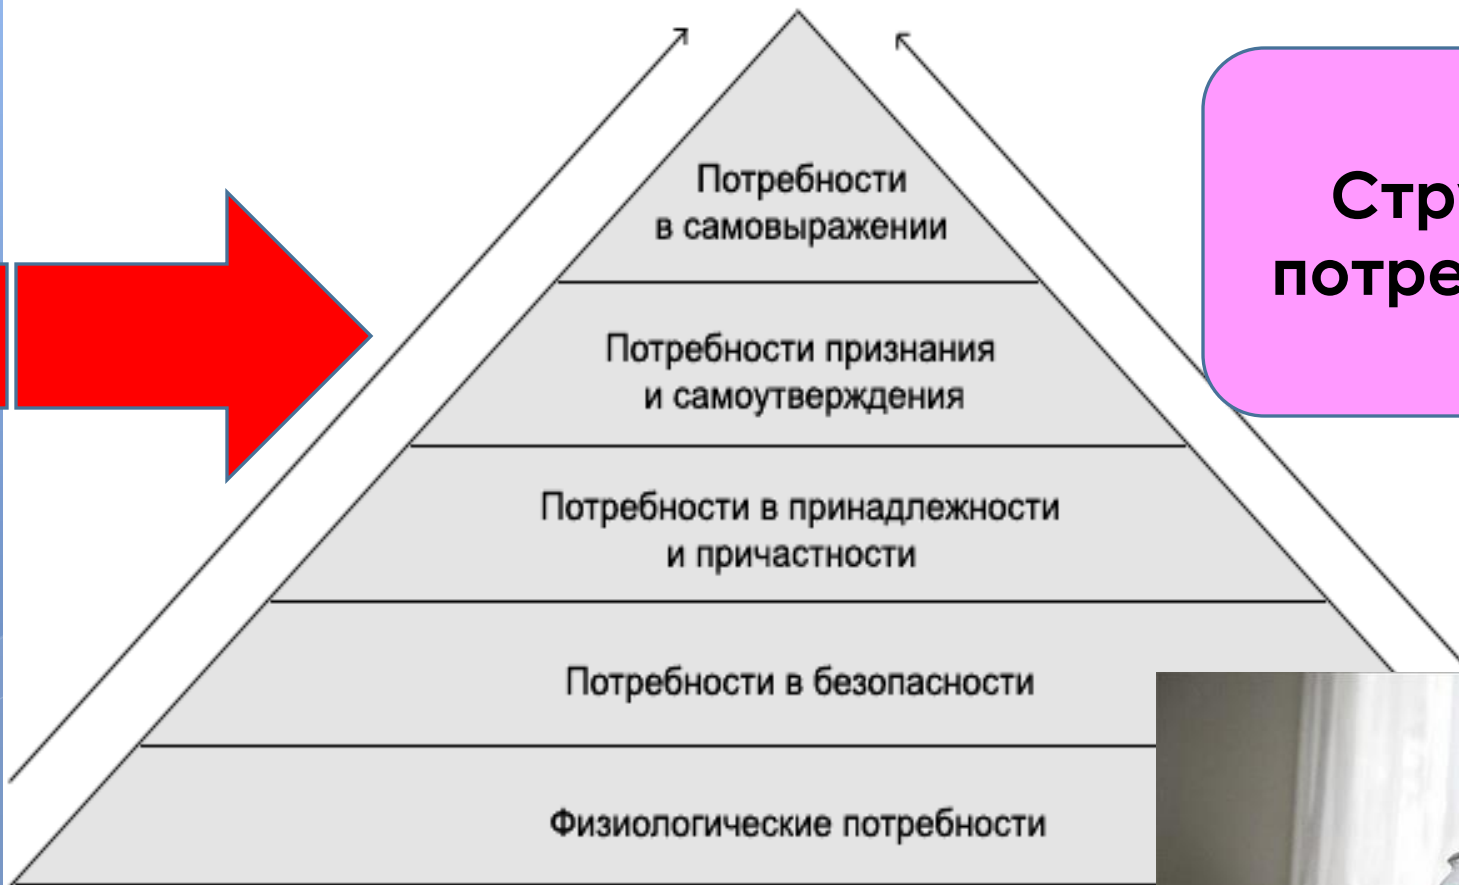 Потребности
в самовыражении
Потребности признания
и самоутверждения
Потребности в принадлежности
и причастности
Потребности в безопасности
Физиологические потребности